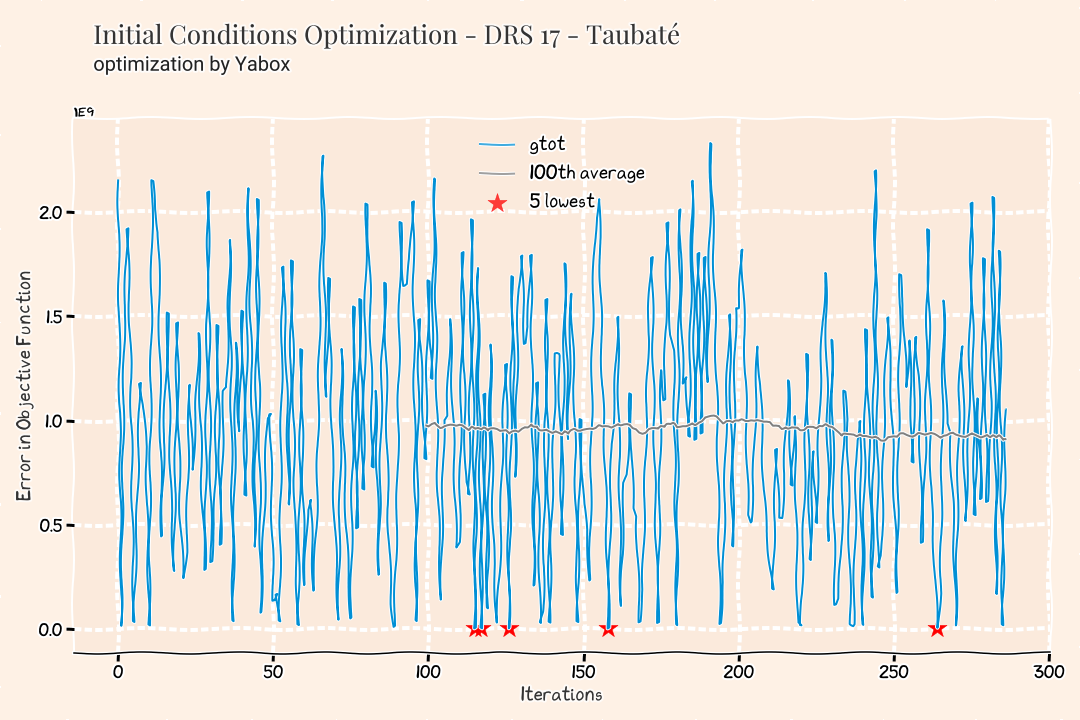 Initial Conditions Optimization - DRS 17 - Taubaté
optimization by Yabox
1E9
gtot
100th average
5 lowest
2.0
1.5
1.0
0.5
0.0
Error in Objective Function
0 50 100 150 200 250 300
Iterations